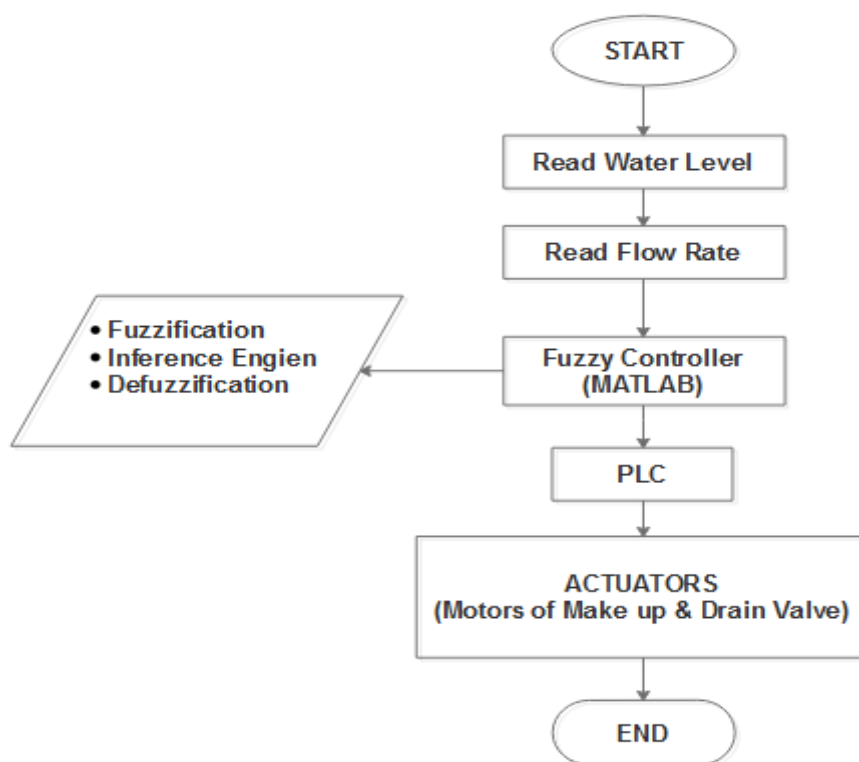 START
Read Water Level
Read Flow Rate
• Fuzzification
• Inference Engien
• Defuzzification
Fuzzy Controller
(MATLAB)
PLC
ACTUATORS
(Motors of Make up & Drain Valve)
END